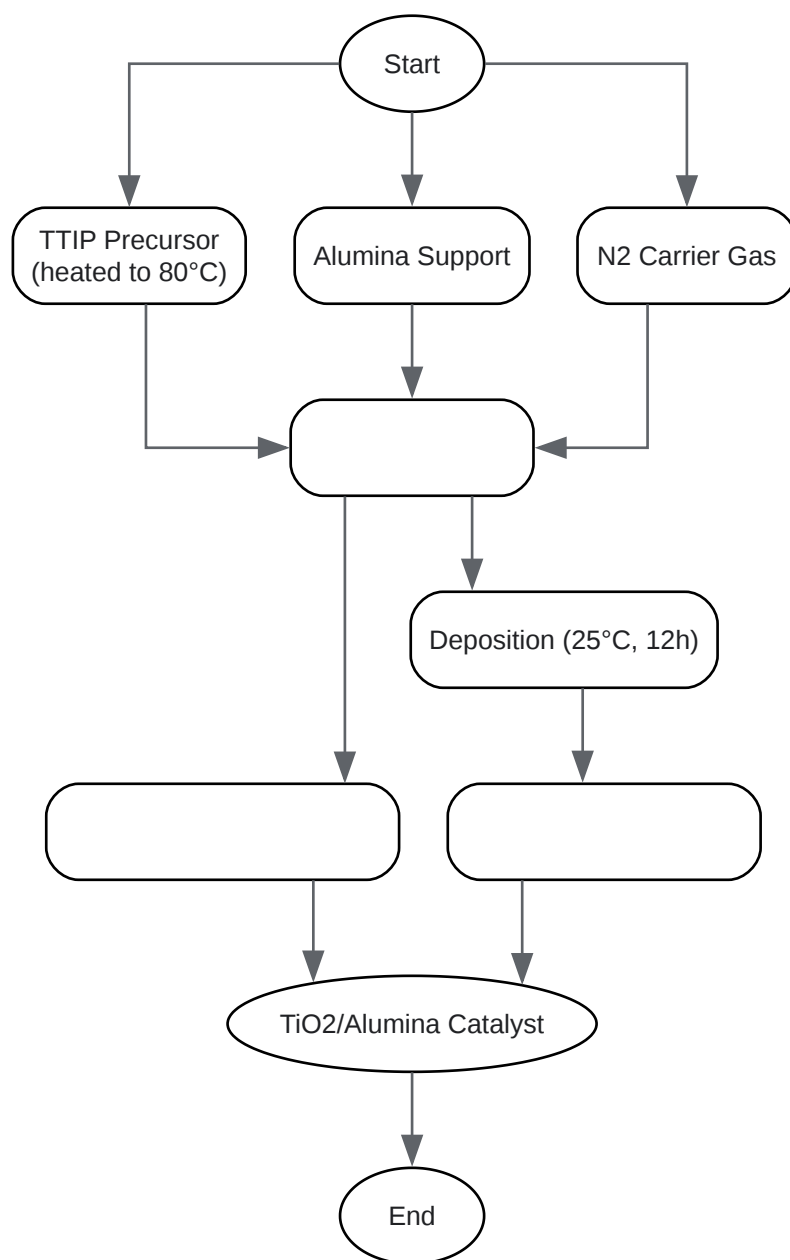 Start
TTIP Precursor
(heated to 80°C)
Alumina Support
N2 Carrier Gas
Deposition (25°C, 12h)
TiO2/Alumina Catalyst
End